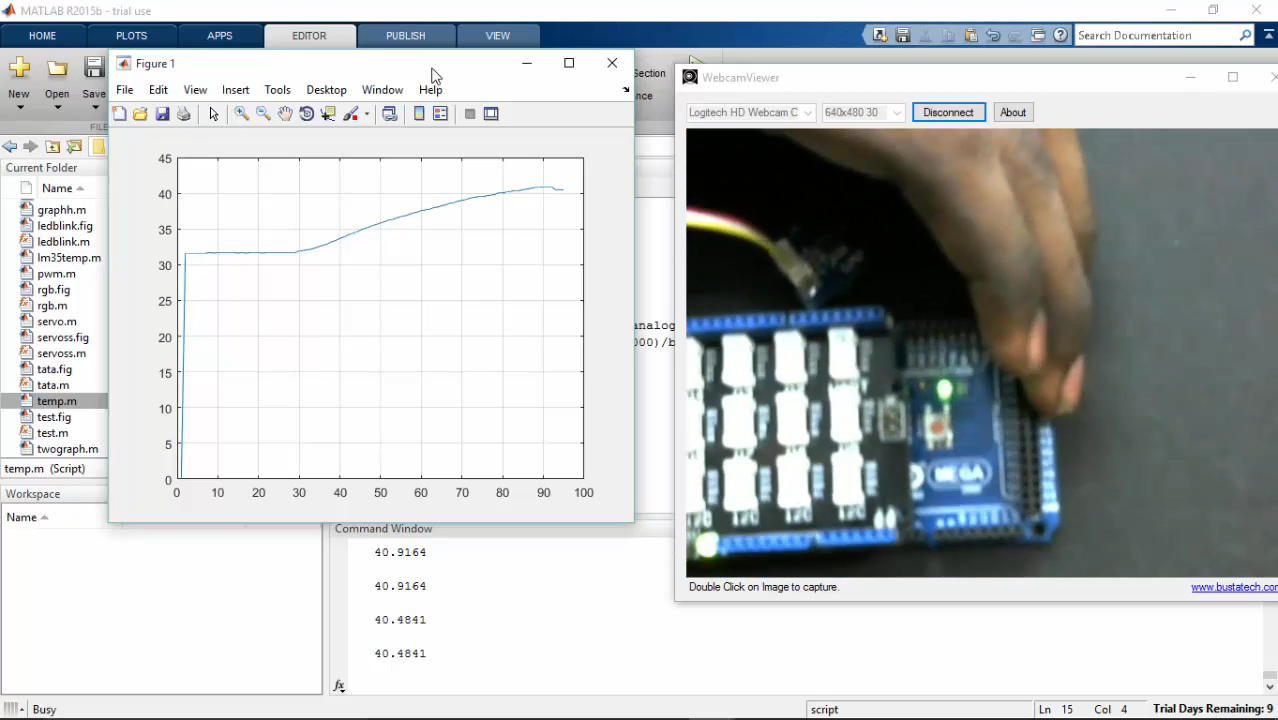 MATLAB R2015b - trial use
HOME
PLOTS
APPS
EDITOR
PUBLISH
VIEW
Search Documentation
New
Open
Save
FILE
Section
nce
Figure 1
File Edit View Insert Tools Desktop Window Help
45
40
35
30
25
20
15
10
5
0
0 10 20 30 40 50 60 70 80 90 100
Current Folder
Name
graphh.m
ledblink.fig
ledblink.m
lm35temp.m
pwm.m
rgb.fig
rgb.m
servo.m
servoss.fig
servoss.m
tata.fig
tata.m
temp.m
test.fig
test.m
twograph.m
temp.m (Script)
Workspace
Name
analog
000)/b
Command Window
40.9164
40.9164
40.4841
40.4841
fx
WebcamViewer
Logitech HD Webcam C
640x480 30
Disconnect
About
MEGA
Double Click on Image to capture.
www.bustatech.com
Busy
script
Ln 15 Col 4
Trial Days Remaining: 9